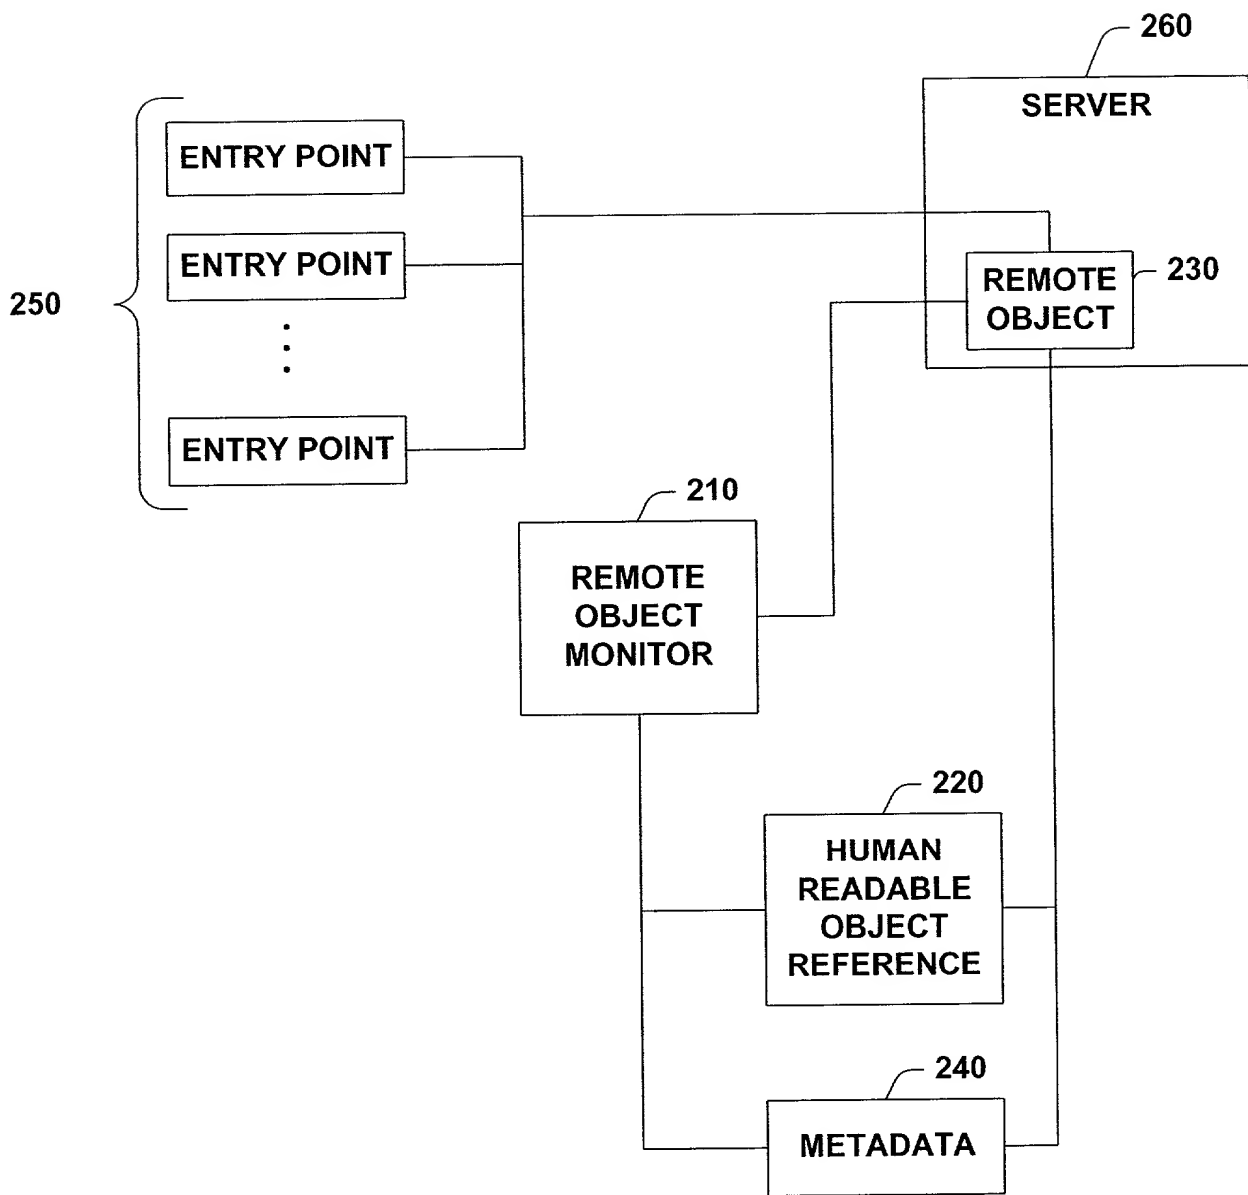 260
SERVER
ENTRY POINT
ENTRY POINT
250
230
REMOTE
OBJECT
ENTRY POINT
210
REMOTE
OBJECT
MONITOR
220
HUMAN
READABLE
OBJECT
REFERENCE
240
METADATA